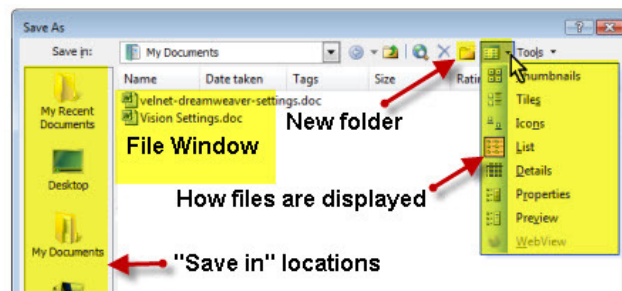 Save As
Save in:
My Documents
Tools
Name Date taken Tags Size Ratin
Thumbnails
velnet-dreamweaver-settings.doc
Vision Settings.doc
My Recent
Documents
New folder
Tiles
Icons
File Window
List
Desktop
Details
How files are displayed
Properties
Preview
My Documents
WebView
"Save in" locations